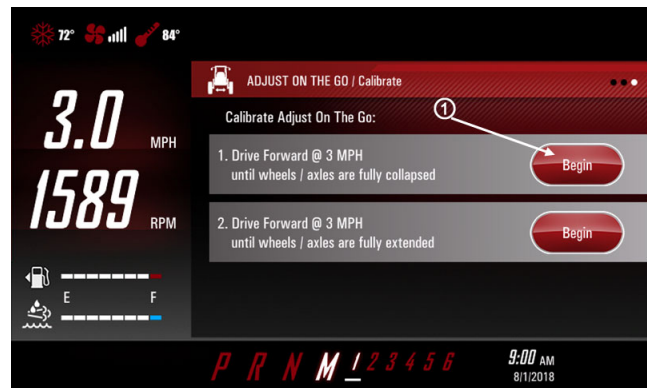 72° 84°
ADJUST ON THE GO / Calibrate
Calibrate Adjust On The Go:
1
3.0 MPH
1. Drive Forward @ 3 MPH
until wheels / axles are fully collapsed
Begin
1589 RPM
2. Drive Forward @ 3 MPH
until wheels / axles are fully extended
Begin
E F
P R N M 1 2 3 4 5 6
9:00 AM
8/1/2018